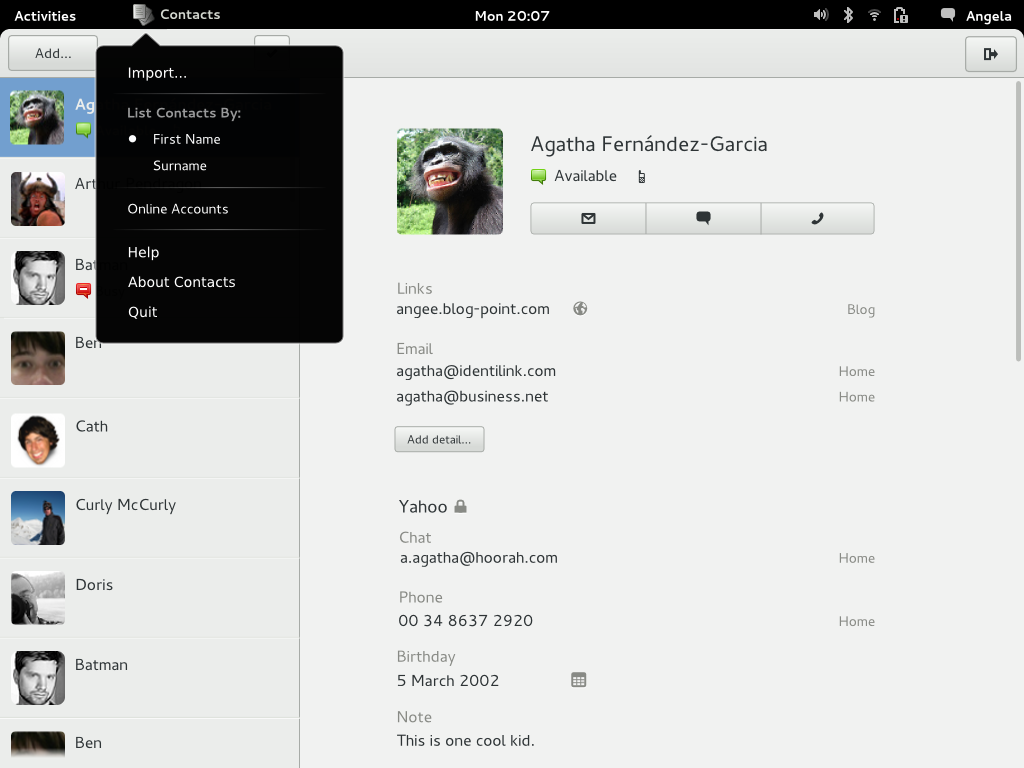 Activities
Contacts
Mon 20:07
Angela
Add...
Import...
List Contacts By:
First Name
Surname
Online Accounts
Help
About Contacts
Quit
Ag
Ben
Cath
Curly McCurly
Doris
Batman
Ben
Agatha Fernández-Garcia
Available
Links
angee.blog-point.com
Blog
Email
agatha@identilink.com
Home
agatha@business.net
Home
Add detail...
Yahoo
Chat
a.agatha@hoorah.com
Home
Phone
00 34 8637 2920
Home
Birthday
5 March 2002
Note
This is one cool kid.